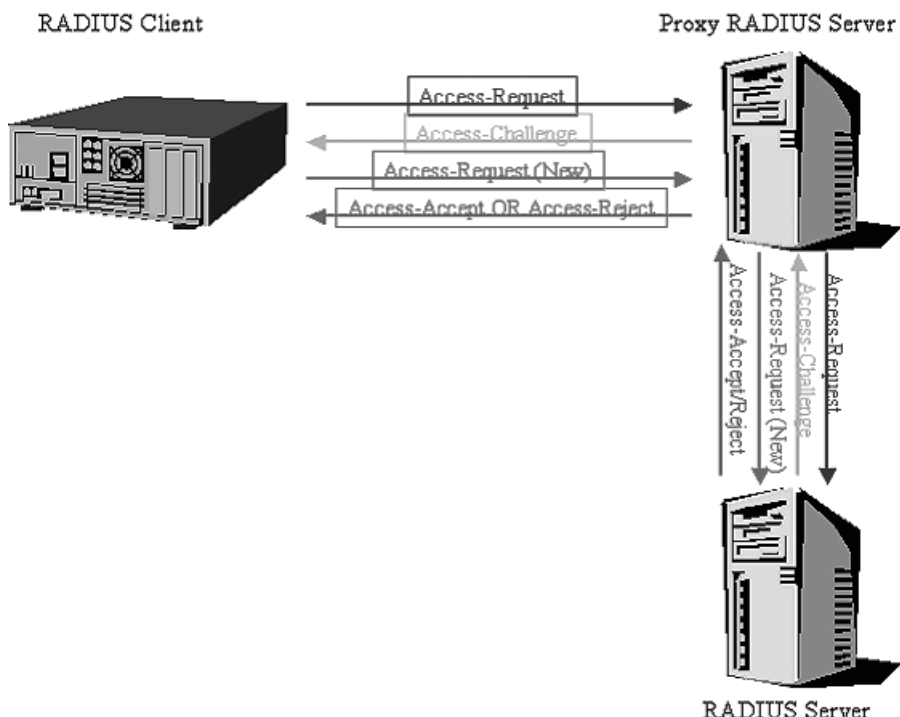 RADIUS Client
Proxy RADIUS Server
Access-Request
Access-Challenge
Access-Request (New)
Access-Accept OR Access-Reject
Access-Accept/Reject
Access-Request (New)
Access-Challenge
Access-Request
RADIUS Server